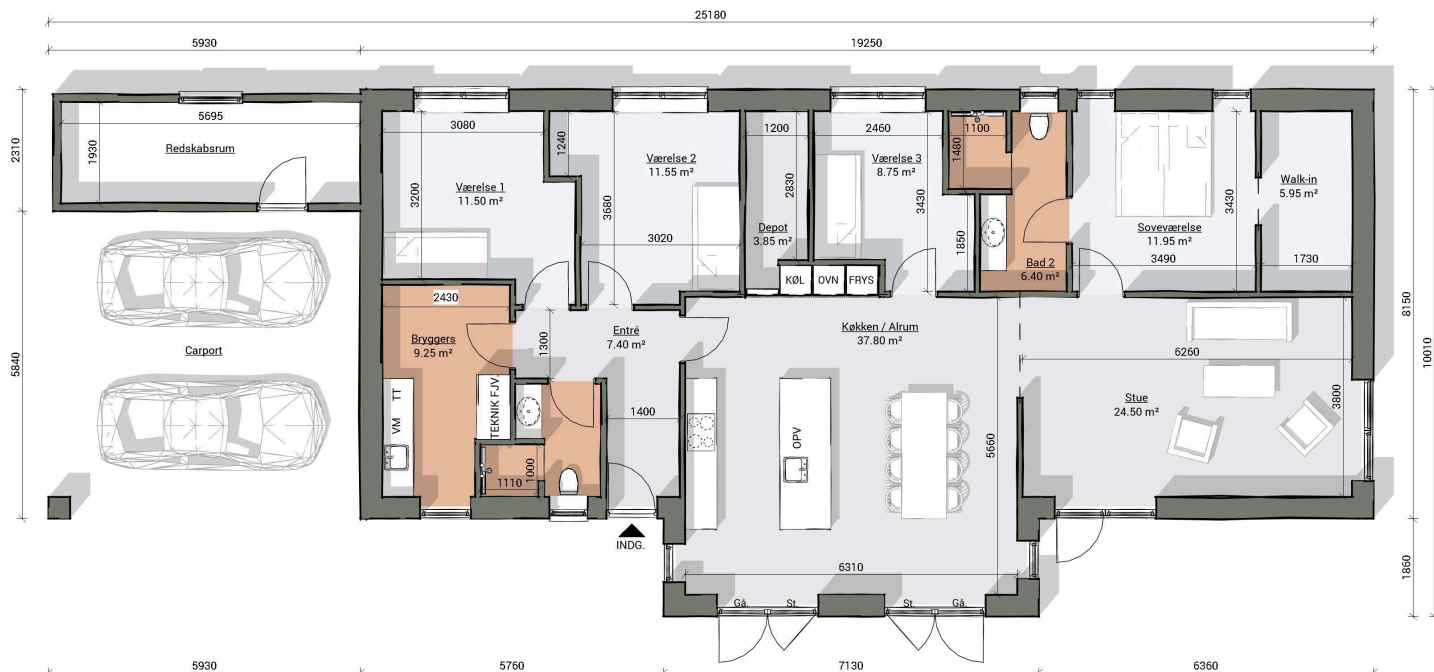 25180
5930
19250
5695
1930
Redskabsrum
2310
5840
Carport
3080
3200
Værelse 1
11.50 m²
1240
Værelse 2
11.55 m²
3680
3020
1200
2830
Depot
3.85 m²
2460
Værelse 3
8.75 m²
3430
1850
1100
1480
Bad 2
6.40 m²
Soveværelse
11.95 m²
3430
3490
Walk-in
5.95 m²
1730
KØL
OVN
FRYS
2430
Bryggers
9.25 m²
VM
TT
TEKNIK FJV.
1300
Entré
7.40 m²
1400
1110
1000
INDG.
Køkken / Alrum
37.80 m²
OPV
5660
6310
Gå.
St.
St.
Gå.
6260
Stue
24.50 m²
3800
8150
10010
1860
5930
5760
7130
6360